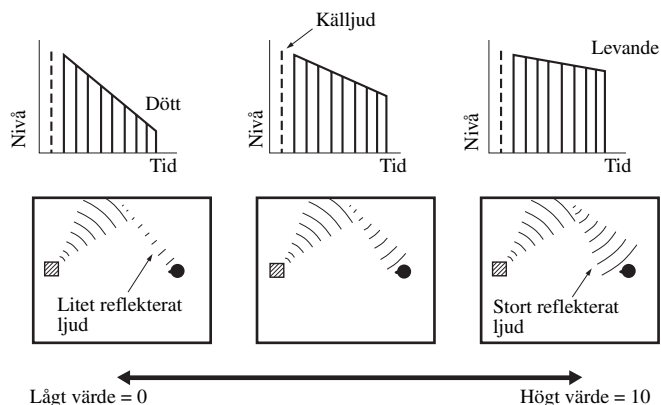 Källjud
Levande
Dött
Nivå
Tid
Nivå
Tid
Nivå
Tid
Litet reflekterat
ljud
Stort reflekterat
ljud
Lågt värde = 0
Högt värde = 10